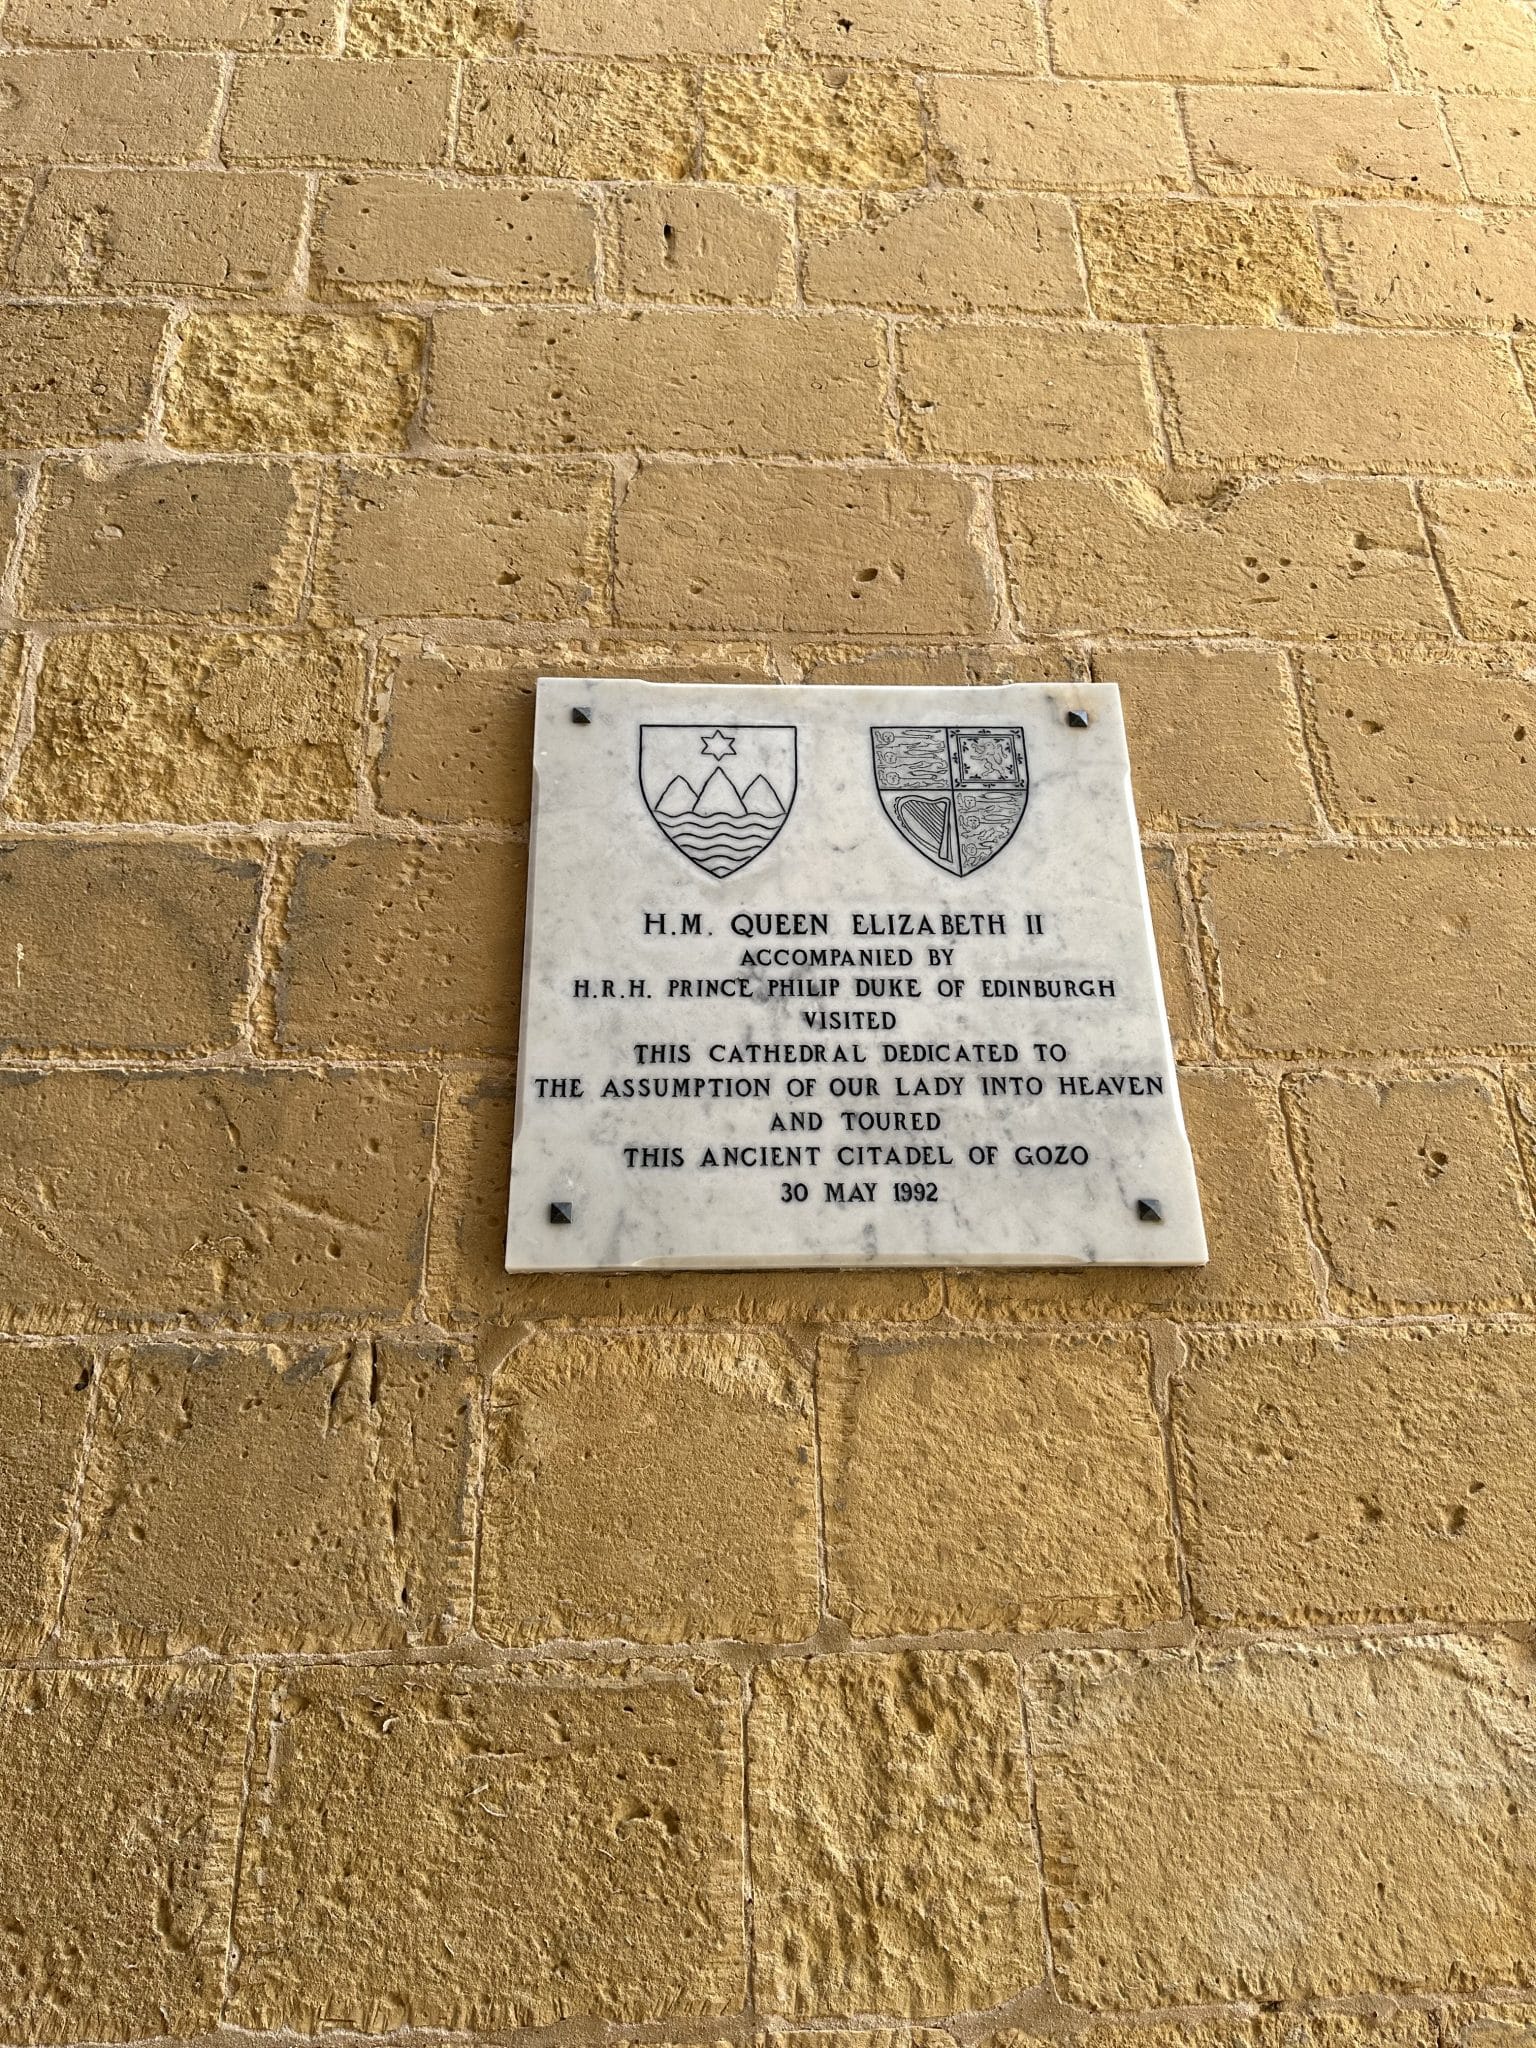 H.M. QUEEN ELIZABETH II
ACCOMPANIED BY
H.R.H. PRINCE PHILIP DUKE OF EDINBURGH
VISITED
THIS CATHEDRAL DEDICATED TO
THE ASSUMPTION OF OUR LADY INTO HEAVEN
AND TOURED
THIS ANCIENT CITADEL OF GOZO
30 MAY 1992